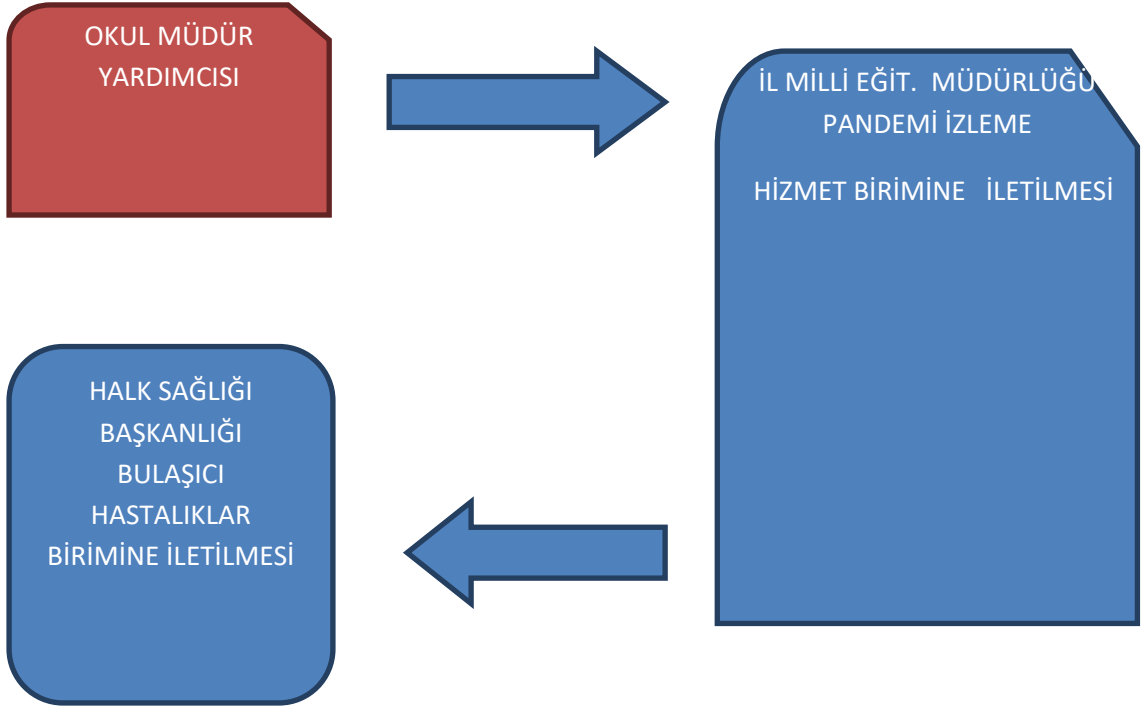 OKUL MÜDÜR
YARDIMCISI
İL MİLLİ EĞİT.  MÜDÜRLÜĞÜ
PANDEMİ İZLEME
HİZMET BİRİMİNE   İLETİLMESİ
HALK SAĞLIĞI
BAŞKANLIĞI
BULAŞICI
HASTALIKLAR
BİRİMİNE İLETİLMESİ